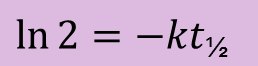 ln 2 = −kt½